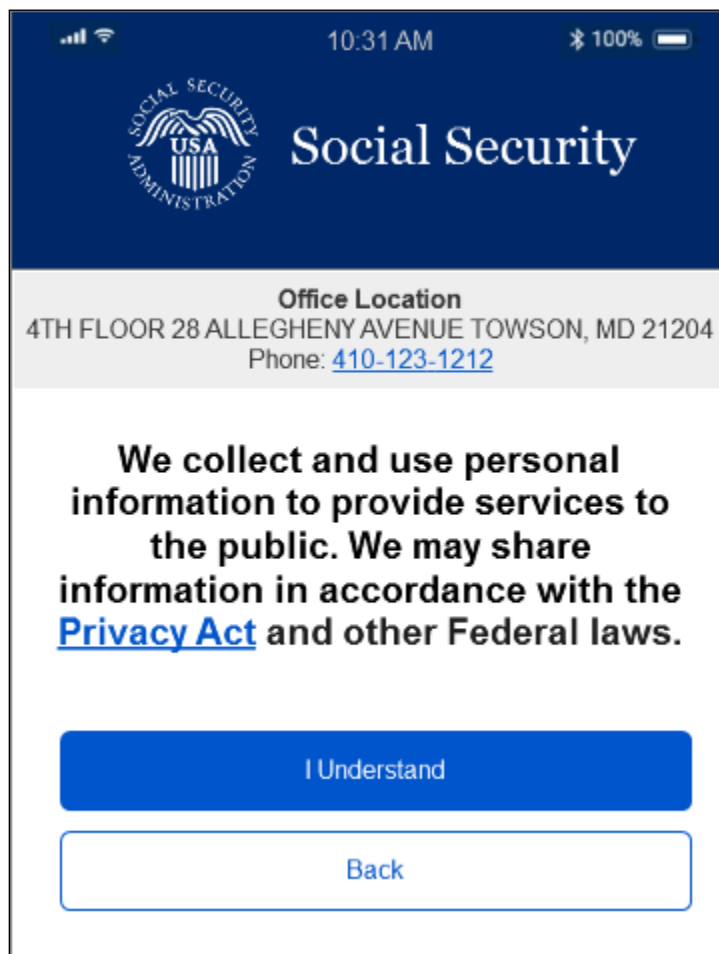 10:31 AM
100%
SOCIAL SECURITY ADMINISTRATION
USA
Social Security
Office Location
4TH FLOOR 28 ALLEGHENY AVENUE TOWSON, MD 21204
Phone: 410-123-1212
We collect and use personal
information to provide services to
the public. We may share
information in accordance with the
Privacy Act and other Federal laws.
I Understand
Back